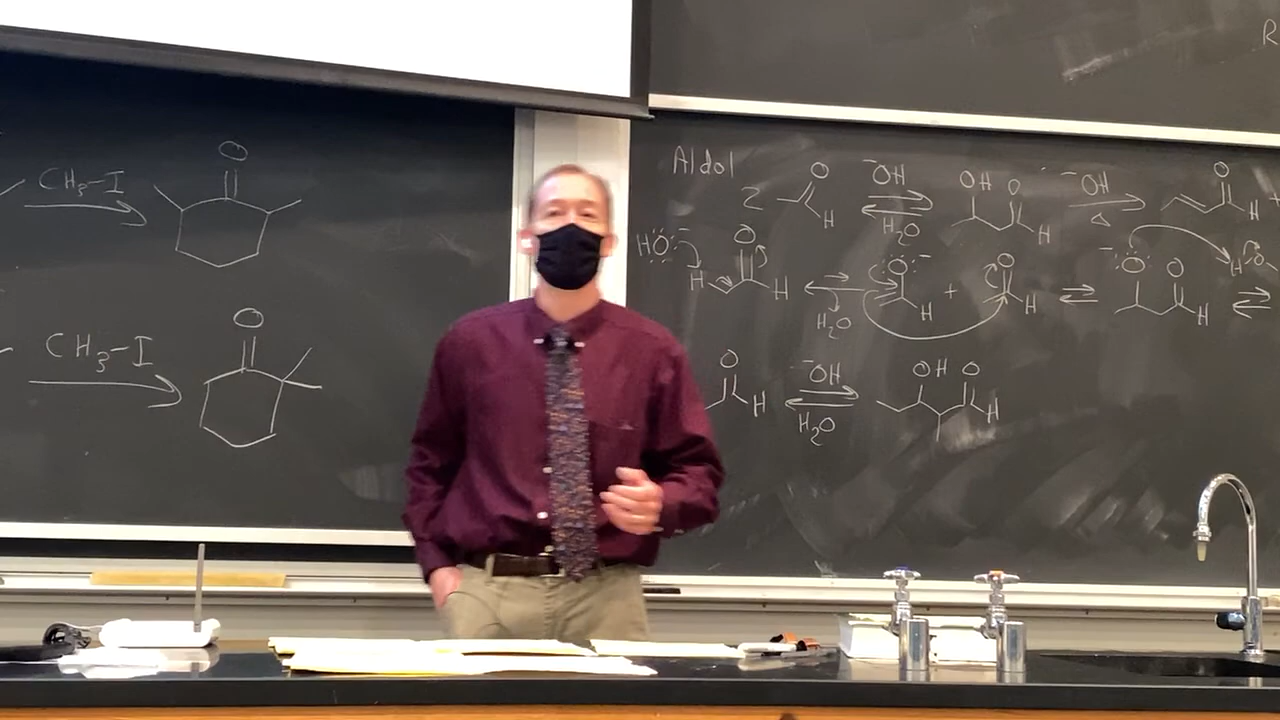 CH₃-I
O
CH₃-I
O
R
Aldol
2 O H ⁻OH H₂O OH O H ⁻OH Δ O H +
HO:⁻ H O H H₂O :O:⁻ H + O H ⁻:O: O H H O
O H ⁻OH H₂O OH O H